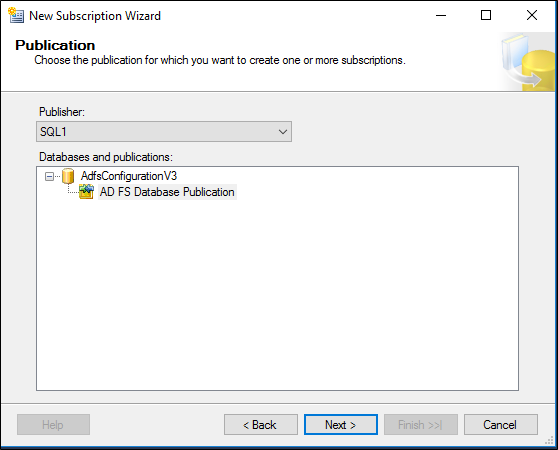 New Subscription Wizard
Publication
Choose the publication for which you want to create one or more subscriptions.
Publisher:
SQL1
Databases and publications:
AdfsConfigurationV3
AD FS Database Publication
Help
< Back
Next >
Finish >>|
Cancel